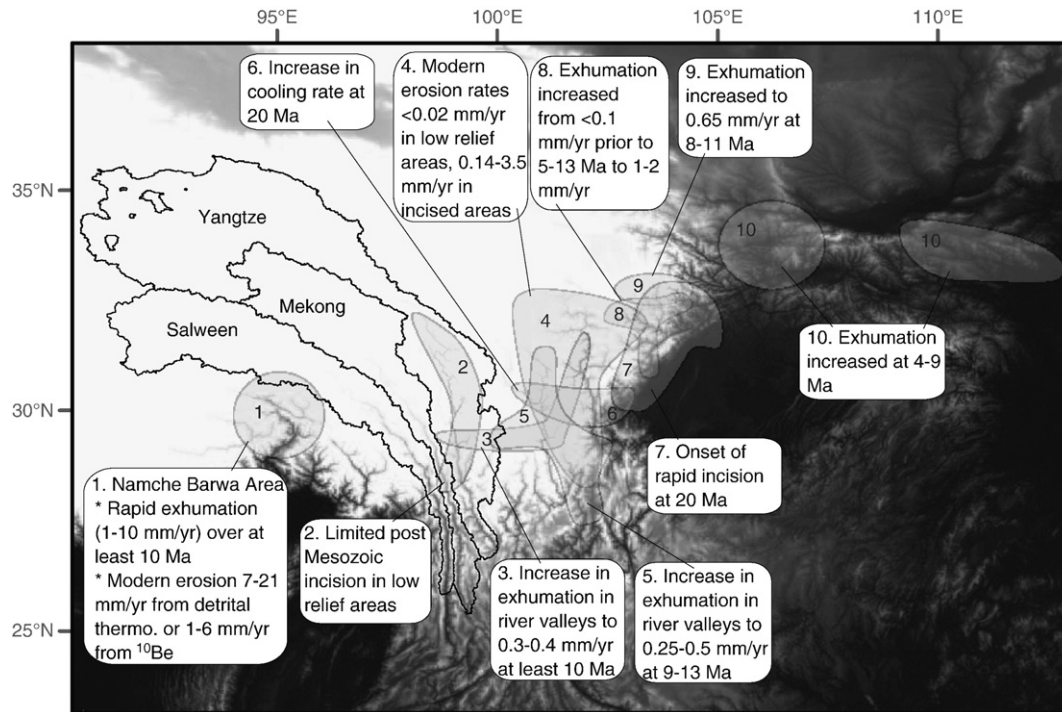 95°E
100°E
105°E
110°E
35°N
30°N
25°N
6. Increase in
cooling rate at
20 Ma
4. Modern
erosion rates
<0.02 mm/yr
in low relief
areas, 0.14-3.5
mm/yr in
incised areas
8. Exhumation
increased
from <0.1
mm/yr prior to
5-13 Ma to 1-2
mm/yr
9. Exhumation
increased to
0.65 mm/yr at
8-11 Ma
Yangtze
Mekong
Salween
10
10
9
8
4
7
2
5
6
1
3
10. Exhumation
increased at 4-9
Ma
7. Onset of
rapid incision
at 20 Ma
1. Namche Barwa Area
* Rapid exhumation
(1-10 mm/yr) over at
least 10 Ma
* Modern erosion 7-21
mm/yr from detrital
thermo. or 1-6 mm/yr
from ¹⁰Be
2. Limited post
Mesozoic
incision in low
relief areas
3. Increase in
exhumation in
river valleys to
0.3-0.4 mm/yr
at least 10 Ma
5. Increase in
exhumation in
river valleys to
0.25-0.5 mm/yr
at 9-13 Ma